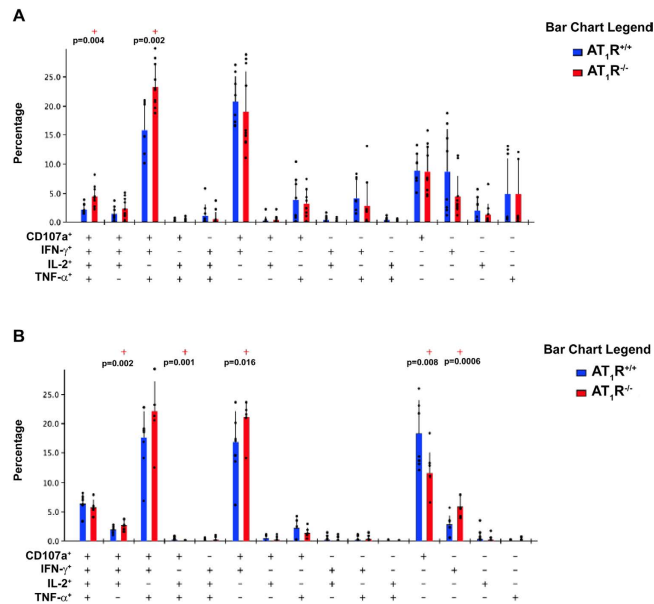 A
+ +
p=0.004 p=0.002
Bar Chart Legend
AT1R+/+
AT1R-/-
25.0
20.0
15.0
10.0
5.0
0.0
Percentage
CD107a+ + + + + – + + + – – – + – – –
IFN-γ+ + + + – + + – – + + – – + – –
IL-2+ + + – + + – + – + – + – – + –
TNF-α+ + – + + + – – + – + + – – – +
B
+ + + + +
p=0.002 p=0.001 p=0.016 p=0.008 p=0.0006
Bar Chart Legend
AT1R+/+
AT1R-/-
25.0
20.0
15.0
10.0
5.0
0.0
Percentage
CD107a+ + + + + – + + + – – – + – – –
IFN-γ+ + + + – + + – – + + – – + – –
IL-2+ + + – + + – + – + – + – – + –
TNF-α+ + – + + + – – + – + + – – – +